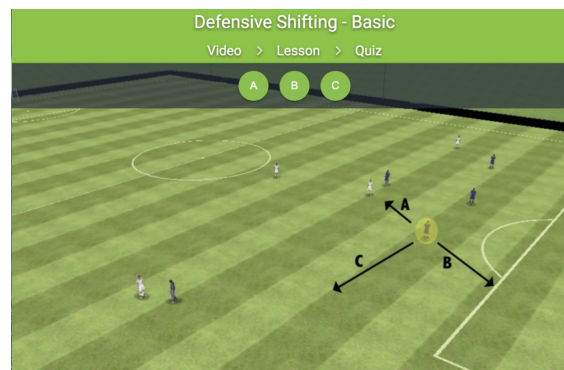 Defensive Shifting - Basic
Video > Lesson > Quiz
A B C
A
C
B